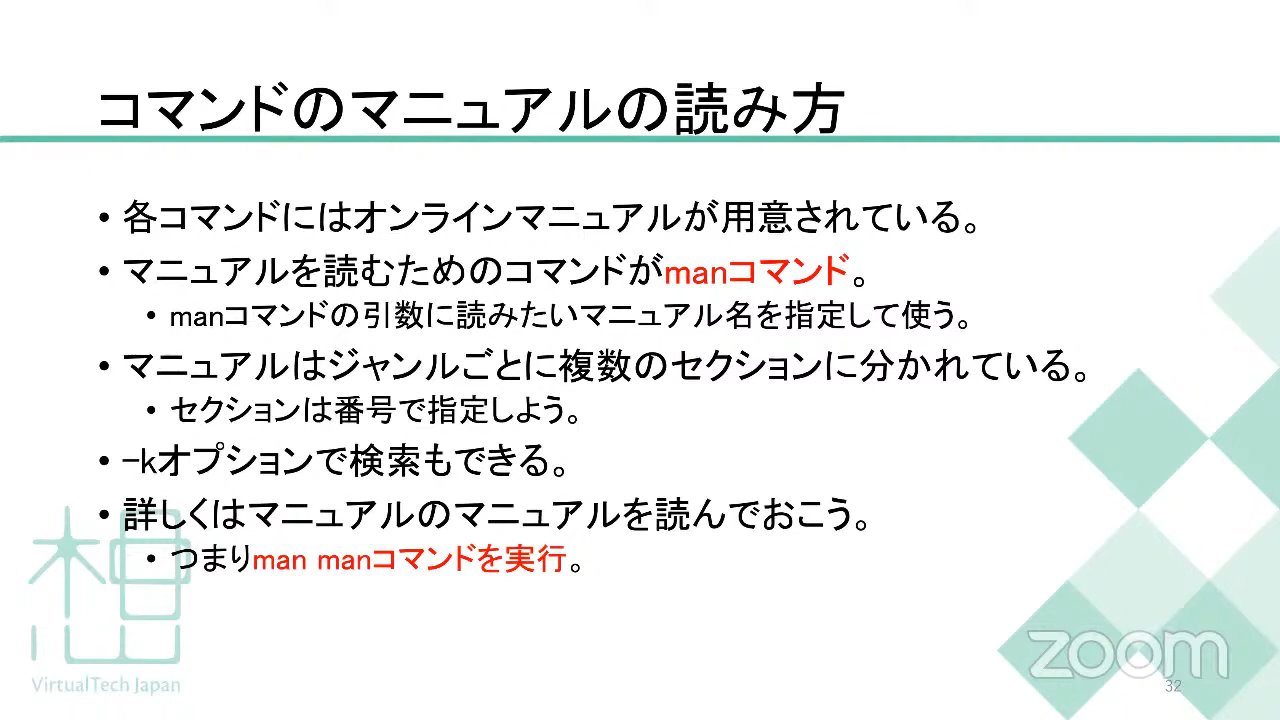 コマンドのマニュアルの読み方
• 各コマンドにはオンラインマニュアルが用意されている。
• マニュアルを読むためのコマンドがmanコマンド。
• manコマンドの引数に読みたいマニュアル名を指定して使う。
• マニュアルはジャンルごとに複数のセクションに分かれている。
• セクションは番号で指定しよう。
• -kオプションで検索もできる。
• 詳しくはマニュアルのマニュアルを読んでおこう。
• つまりman manコマンドを実行。
想
VirtualTech Japan
zoom
32